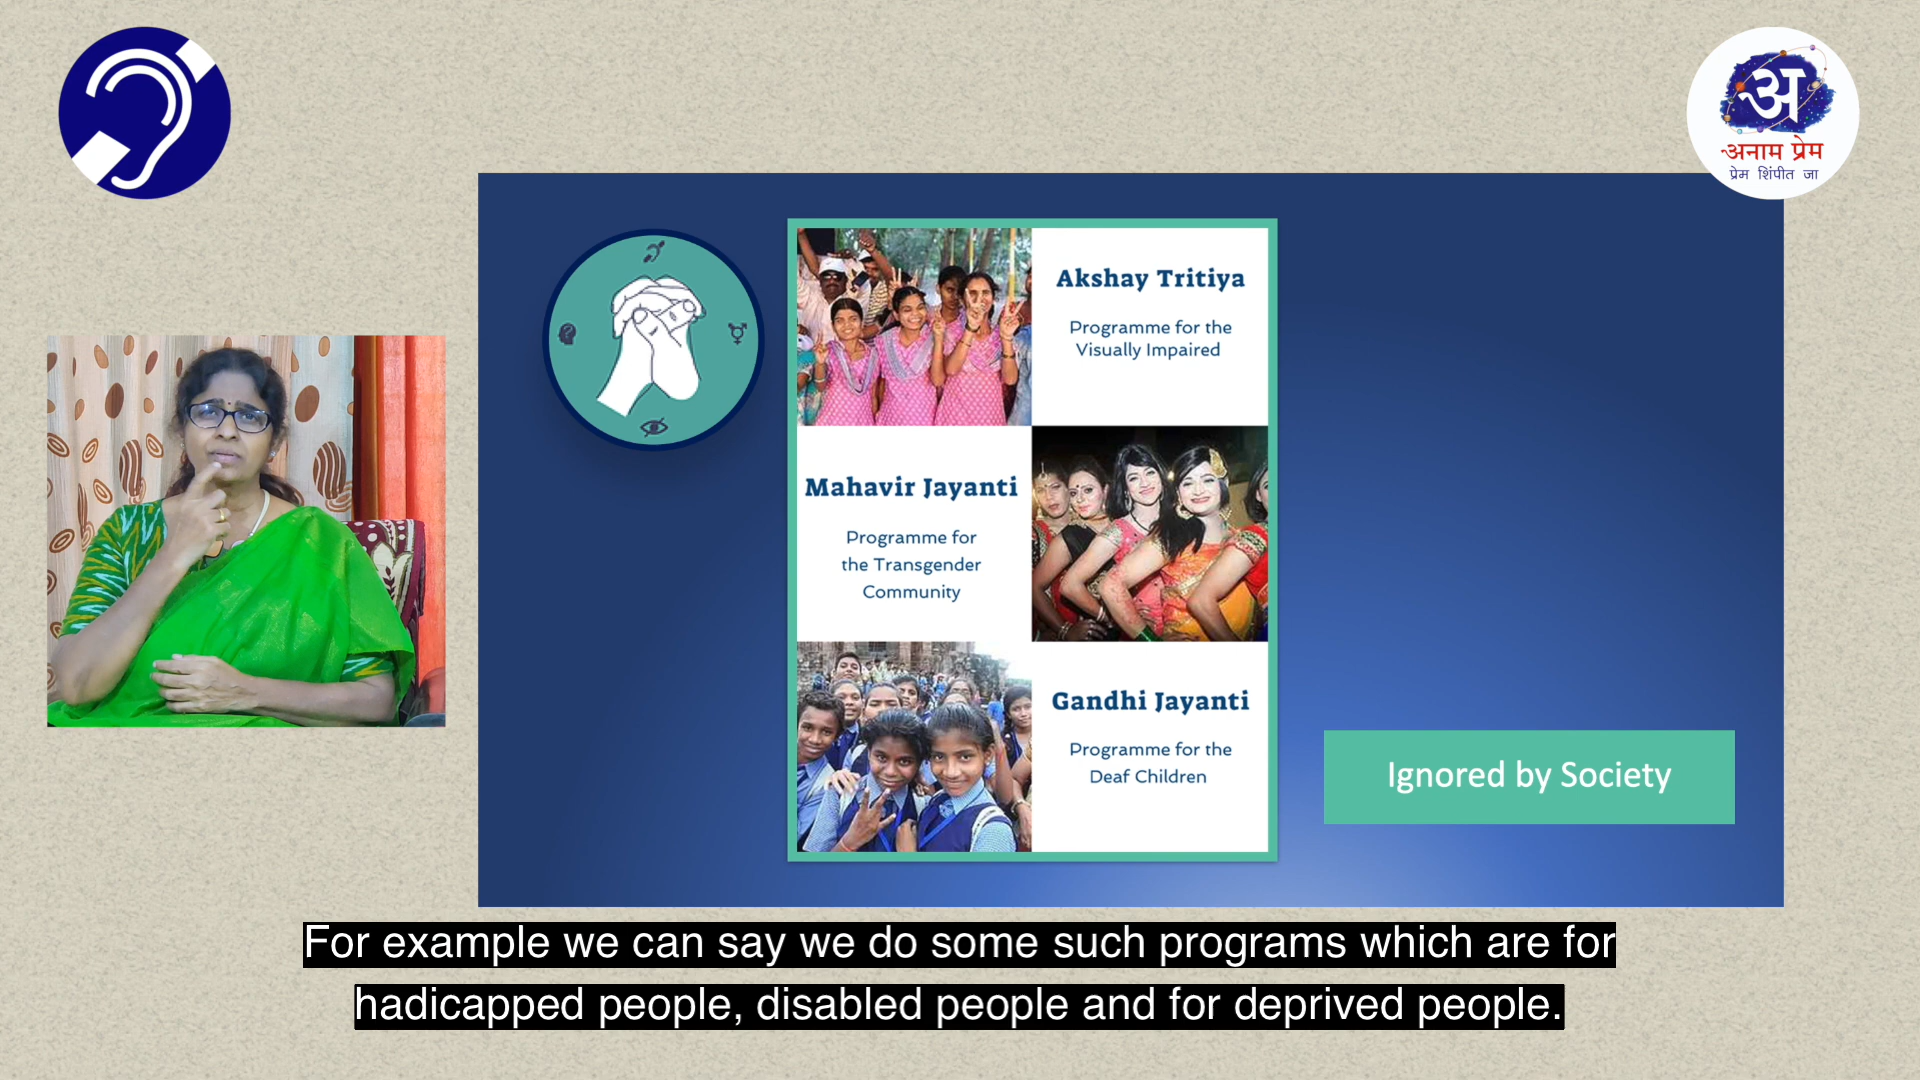 अ
अनाम प्रेम
प्रेम शिंपीत जा
Akshay Tritiya
Programme for the
Visually Impaired
Mahavir Jayanti
Programme for
the Transgender
Community
Gandhi Jayanti
Programme for the
Deaf Children
Ignored by Society
For example we can say we do some such programs which are for
hadicapped people, disabled people and for deprived people.